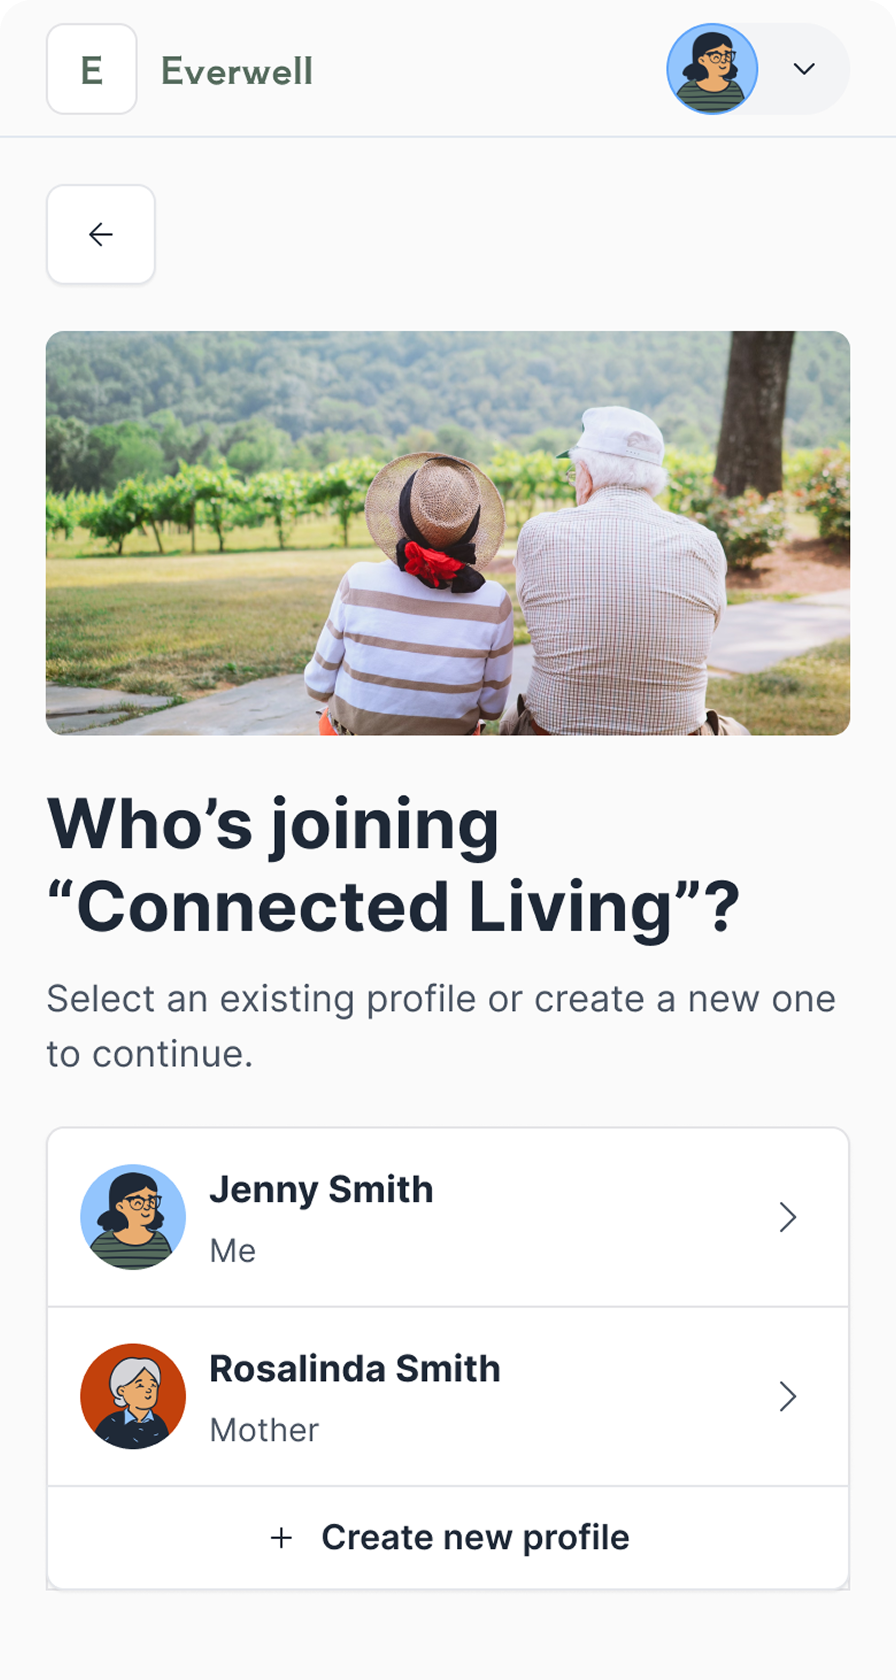 E
Everwell
Who’s joining
“Connected Living”?
Select an existing profile or create a new one
to continue.
Jenny Smith
Me
Rosalinda Smith
Mother
Create new profile